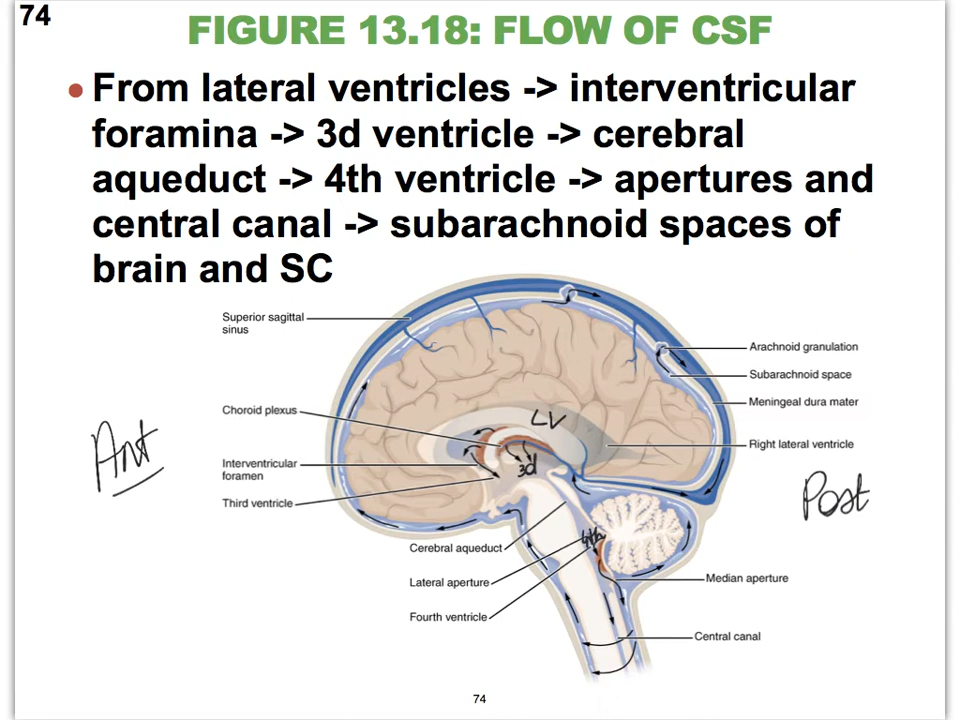 74
FIGURE 13.18: FLOW OF CSF
• From lateral ventricles -> interventricular
foramina -> 3d ventricle -> cerebral
aqueduct -> 4th ventricle -> apertures and
central canal -> subarachnoid spaces of
brain and SC
Superior sagittal
sinus
Arachnoid granulation
Subarachnoid space
Meningeal dura mater
Choroid plexus
LV
Right lateral ventricle
Ant
Interventricular
foramen
3d
Third ventricle
Post
4th
Cerebral aqueduct
Lateral aperture
Median aperture
Fourth ventricle
Central canal
74